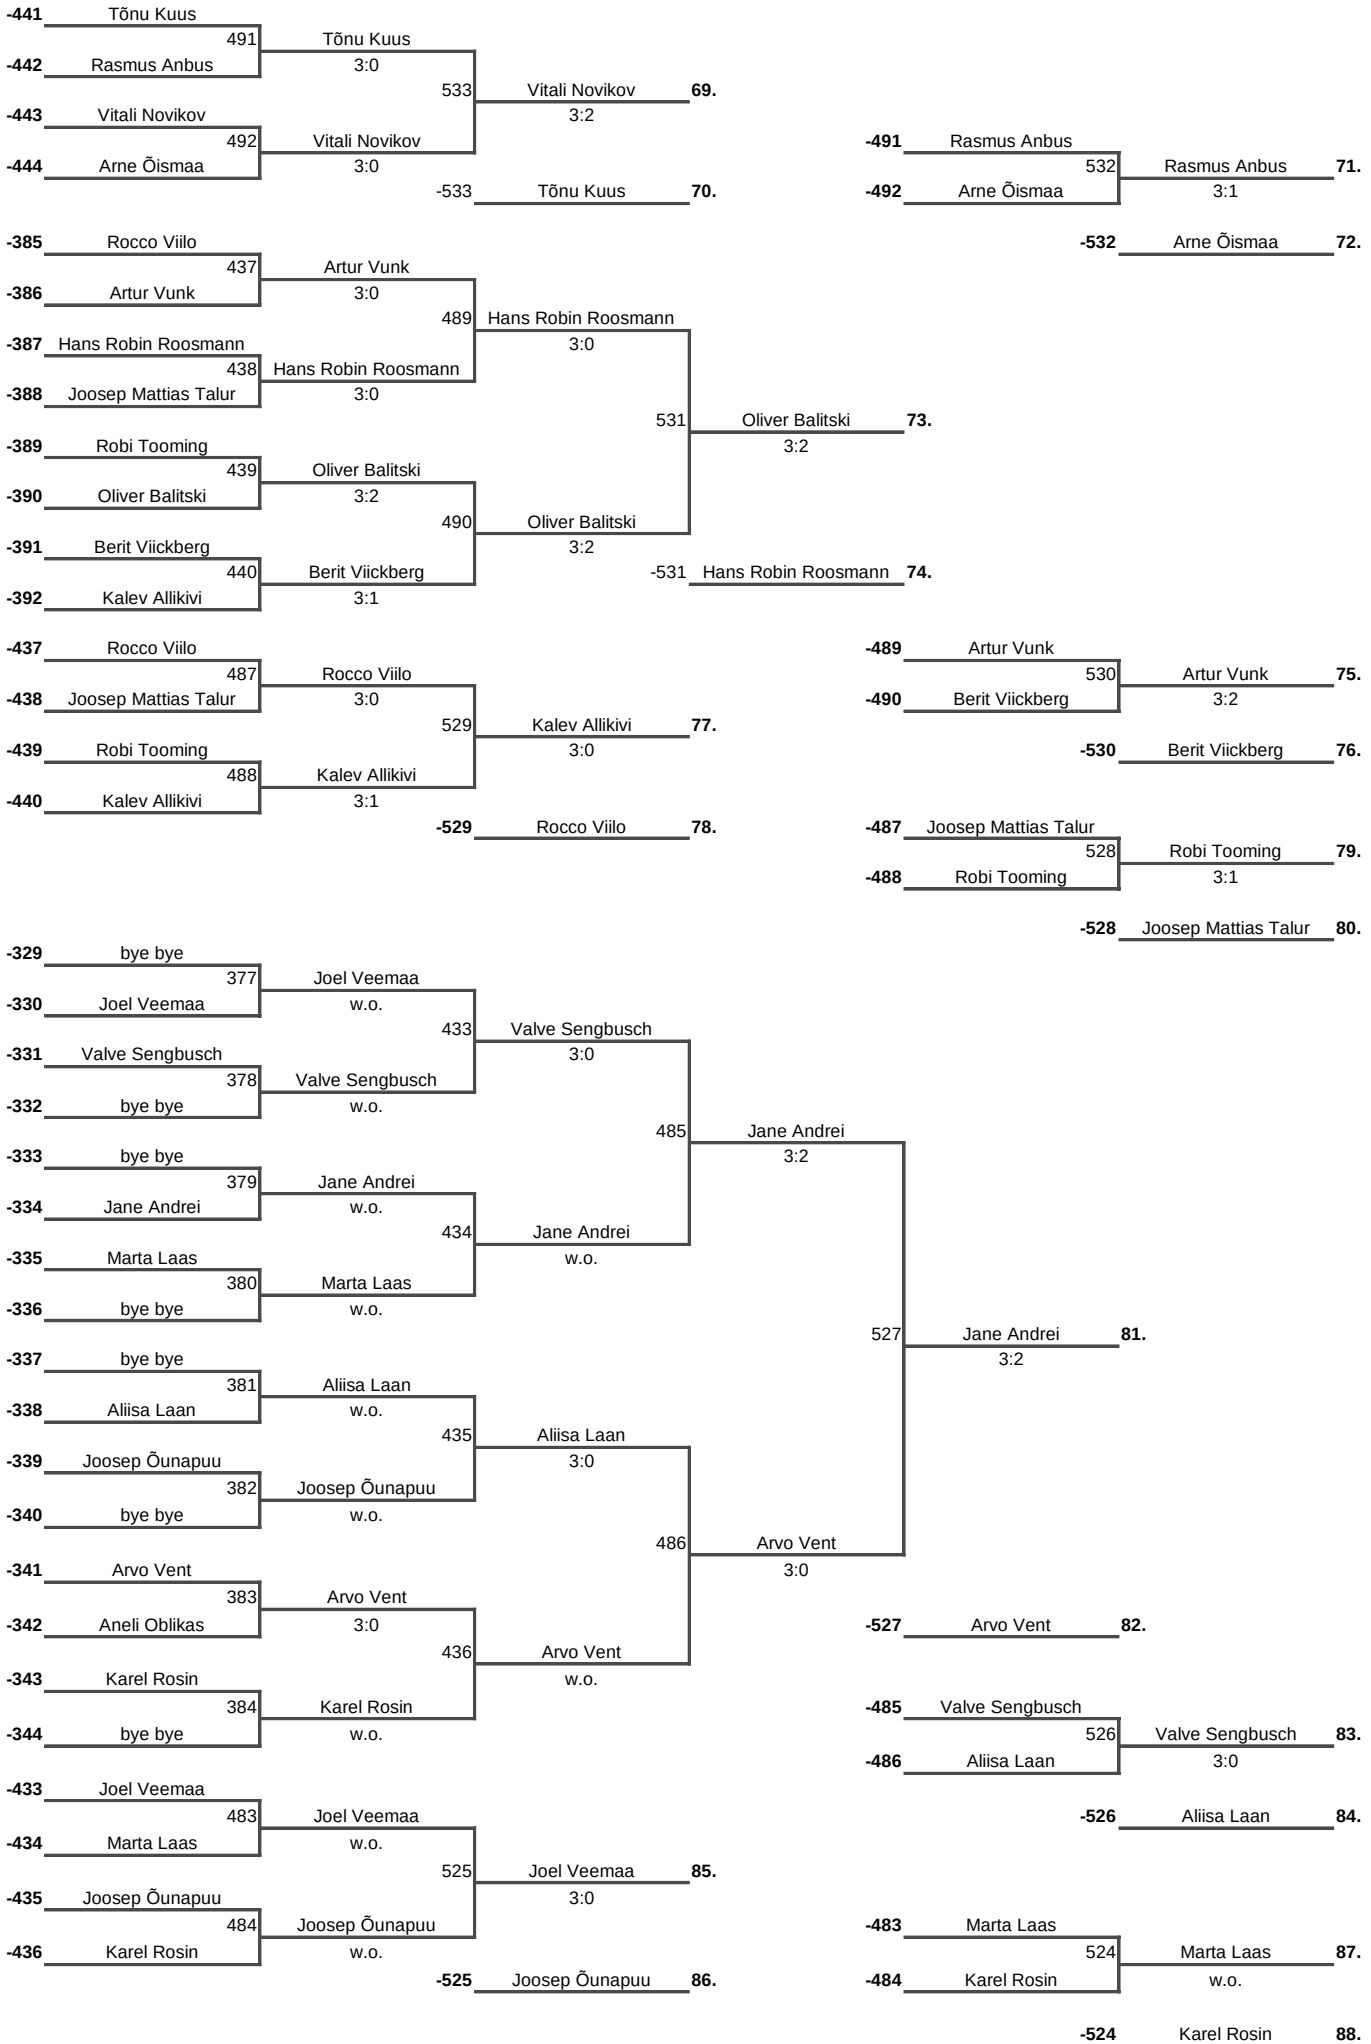 -441 Tõnu Kuus
491 Tõnu Kuus
-442 Rasmus Anbus 3:0
533 Vitali Novikov 69.
-443 Vitali Novikov 3:2
492 Vitali Novikov -491 Rasmus Anbus
-444 Arne Õismaa 3:0 532 Rasmus Anbus 71.
-533 Tõnu Kuus 70. -492 Arne Õismaa 3:1
-385 Rocco Viilo -532 Arne Õismaa 72.
437 Artur Vunk
-386 Artur Vunk 3:0
489 Hans Robin Roosmann
-387 Hans Robin Roosmann 3:0
438 Hans Robin Roosmann
-388 Joosep Mattias Talur 3:0
531 Oliver Balitski 73.
-389 Robi Tooming 3:2
439 Oliver Balitski
-390 Oliver Balitski 3:2
490 Oliver Balitski
-391 Berit Viickberg 3:2
440 Berit Viickberg -531 Hans Robin Roosmann 74.
-392 Kalev Allikivi 3:1
-437 Rocco Viilo -489 Artur Vunk
487 Rocco Viilo 530 Artur Vunk 75.
-438 Joosep Mattias Talur 3:0 -490 Berit Viickberg 3:2
529 Kalev Allikivi 77.
-439 Robi Tooming 3:0 -530 Berit Viickberg 76.
488 Kalev Allikivi
-440 Kalev Allikivi 3:1
-529 Rocco Viilo 78. -487 Joosep Mattias Talur
528 Robi Tooming 79.
-488 Robi Tooming 3:1
-528 Joosep Mattias Talur 80.
-329 bye bye
377 Joel Veemaa
-330 Joel Veemaa w.o.
433 Valve Sengbusch
-331 Valve Sengbusch 3:0
378 Valve Sengbusch
-332 bye bye w.o.
485 Jane Andrei
-333 bye bye 3:2
379 Jane Andrei
-334 Jane Andrei w.o.
434 Jane Andrei
-335 Marta Laas w.o.
380 Marta Laas
-336 bye bye w.o.
527 Jane Andrei 81.
-337 bye bye 3:2
381 Aliisa Laan
-338 Aliisa Laan w.o.
435 Aliisa Laan
-339 Joosep Õunapuu 3:0
382 Joosep Õunapuu
-340 bye bye w.o.
486 Arvo Vent
-341 Arvo Vent 3:0
383 Arvo Vent
-342 Aneli Oblikas 3:0 -527 Arvo Vent 82.
436 Arvo Vent
-343 Karel Rosin w.o.
384 Karel Rosin -485 Valve Sengbusch
-344 bye bye w.o. 526 Valve Sengbusch 83.
-486 Aliisa Laan 3:0
-433 Joel Veemaa
483 Joel Veemaa -526 Aliisa Laan 84.
-434 Marta Laas w.o.
525 Joel Veemaa 85.
-435 Joosep Õunapuu 3:0
484 Joosep Õunapuu -483 Marta Laas
-436 Karel Rosin w.o. 524 Marta Laas 87.
-525 Joosep Õunapuu 86. -484 Karel Rosin w.o.
-524 Karel Rosin 88.